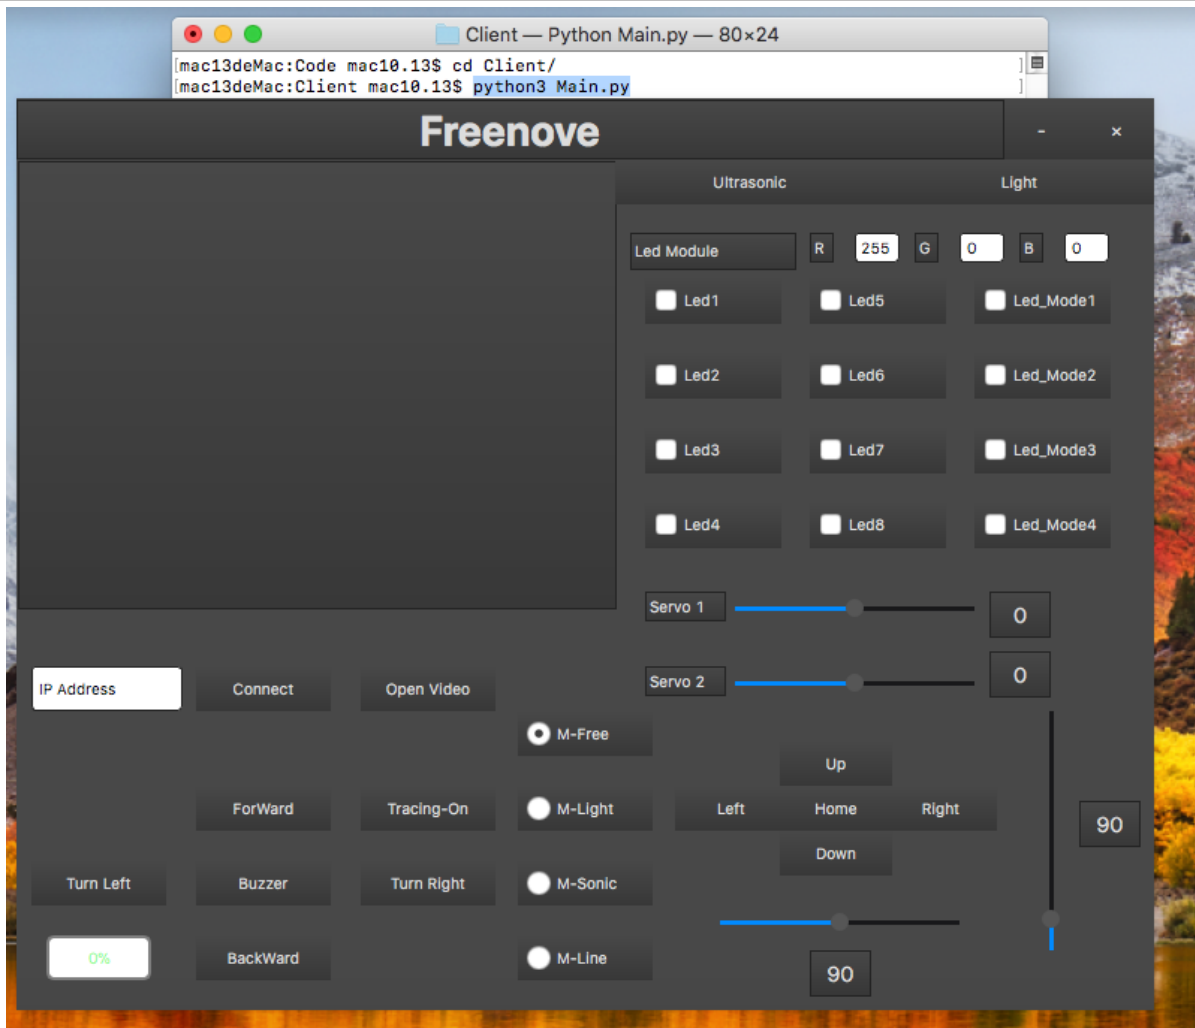 Client — Python Main.py — 80×24
[mac13deMac:Code mac10.13$ cd Client/ ]
[mac13deMac:Client mac10.13$ python3 Main.py ]
Freenove - ×
Ultrasonic Light
Led Module R 255 G 0 B 0
Led1 Led5 Led_Mode1
Led2 Led6 Led_Mode2
Led3 Led7 Led_Mode3
Led4 Led8 Led_Mode4
Servo 1 0
Servo 2 0
IP Address Connect Open Video
M-Free
Up
ForWard Tracing-On M-Light Left Home Right 90
Down
Turn Left Buzzer Turn Right M-Sonic
0% BackWard M-Line 90